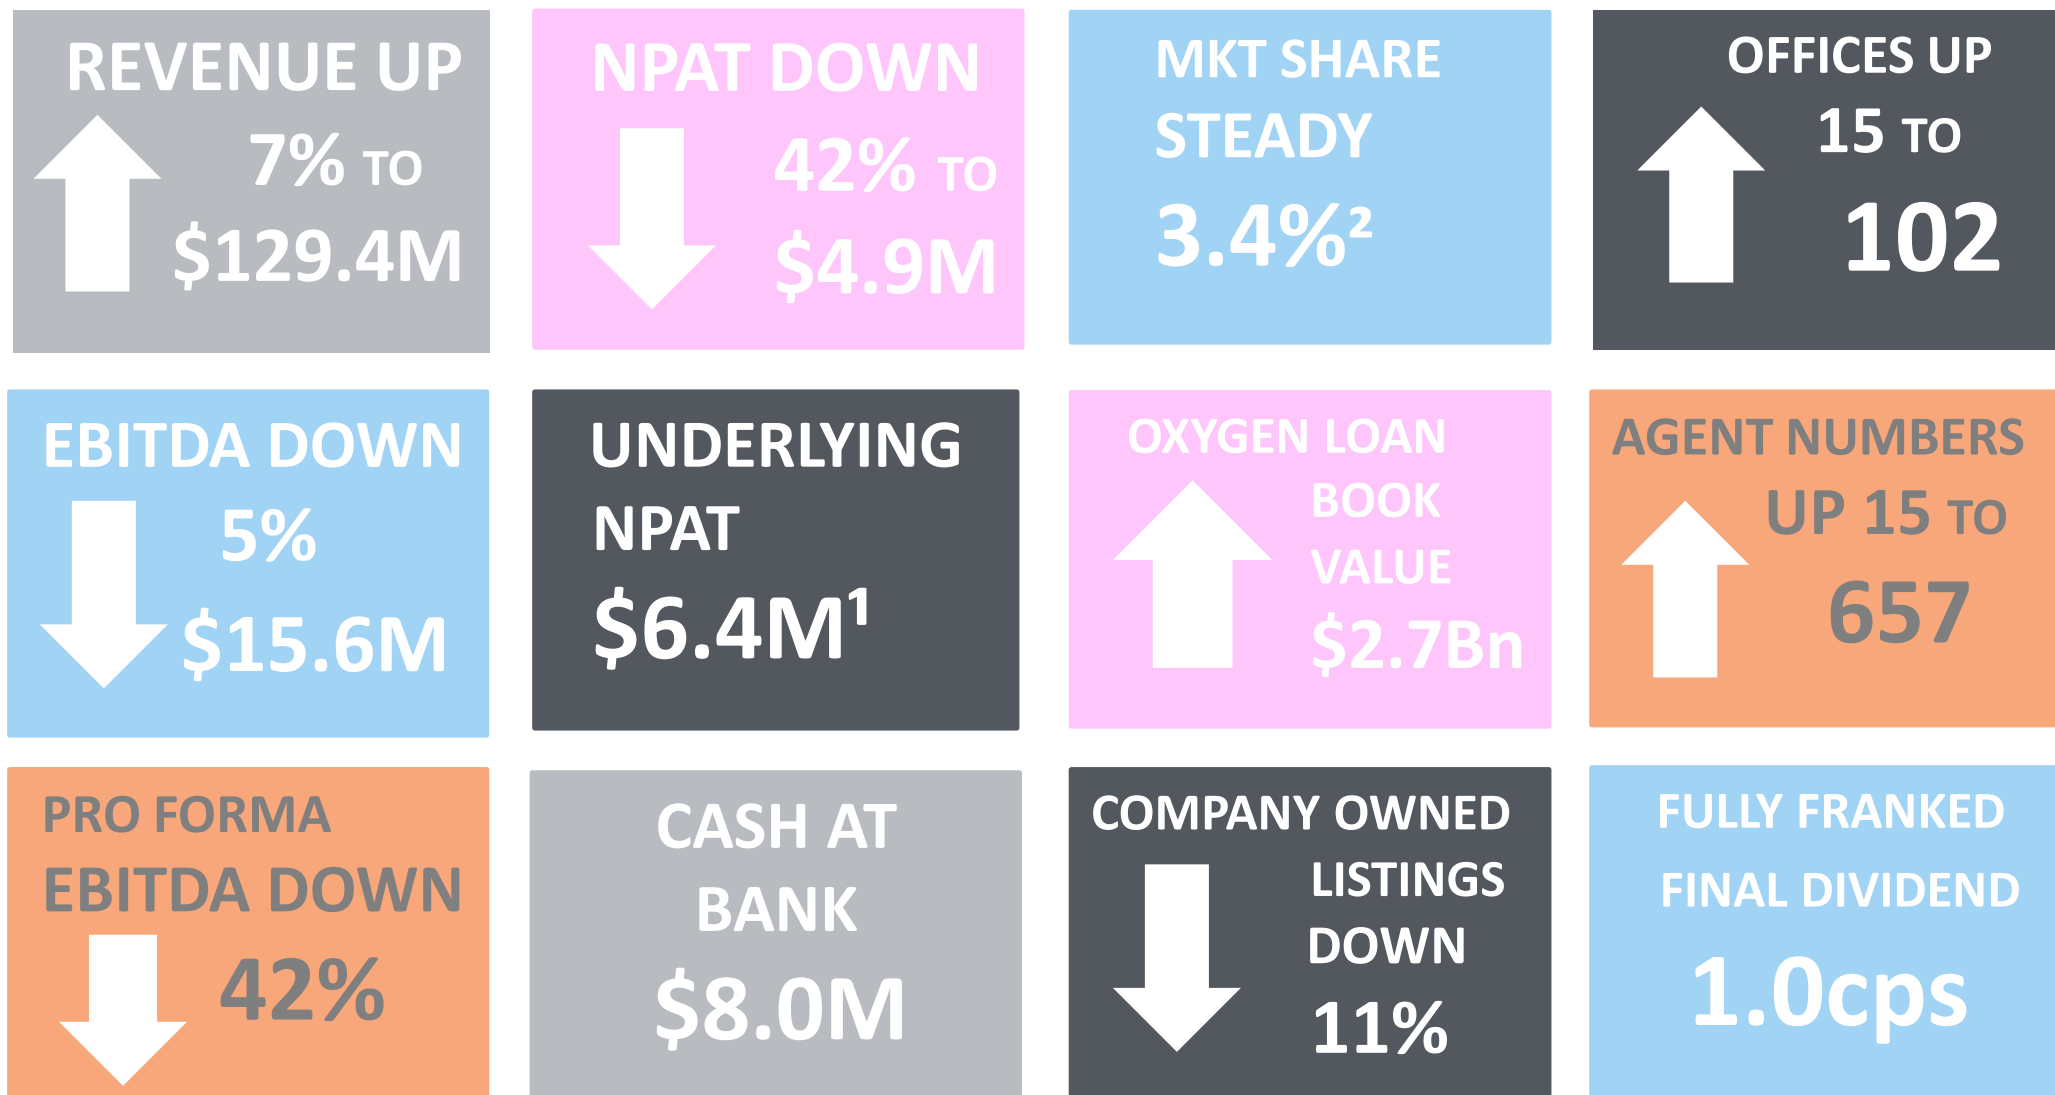 REVENUE UP
7% TO
$129.4M
NPAT DOWN
42% TO
$4.9M
MKT SHARE
STEADY
3.4%²
OFFICES UP
15 TO
102
EBITDA DOWN
5%
$15.6M
UNDERLYING
NPAT
$6.4M¹
OXYGEN LOAN
BOOK
VALUE
$2.7Bn
AGENT NUMBERS
UP 15 TO
657
PRO FORMA
EBITDA DOWN
42%
CASH AT
BANK
$8.0M
COMPANY OWNED
LISTINGS
DOWN
11%
FULLY FRANKED
FINAL DIVIDEND
1.0cps